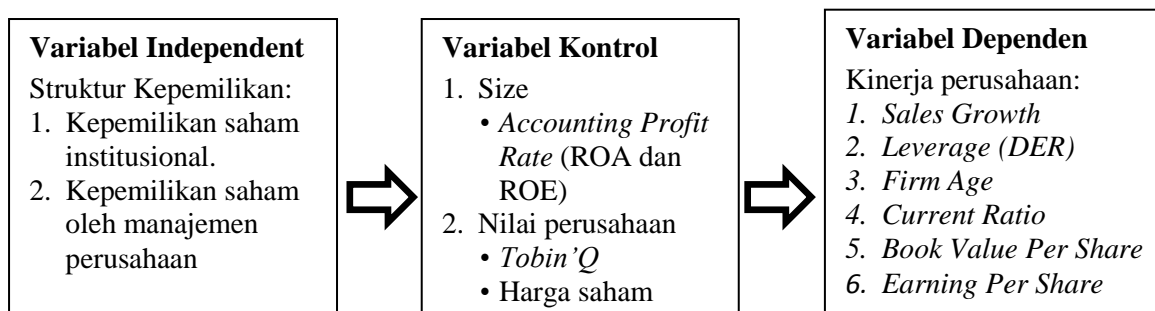 Variabel Independent
Struktur Kepemilikan:
1. Kepemilikan saham
institusional.
2. Kepemilikan saham
oleh manajemen
perusahaan
Variabel Kontrol
1. Size
• Accounting Profit
Rate (ROA dan
ROE)
2. Nilai perusahaan
• Tobin’Q
• Harga saham
Variabel Dependen
Kinerja perusahaan:
1. Sales Growth
2. Leverage (DER)
3. Firm Age
4. Current Ratio
5. Book Value Per Share
6. Earning Per Share